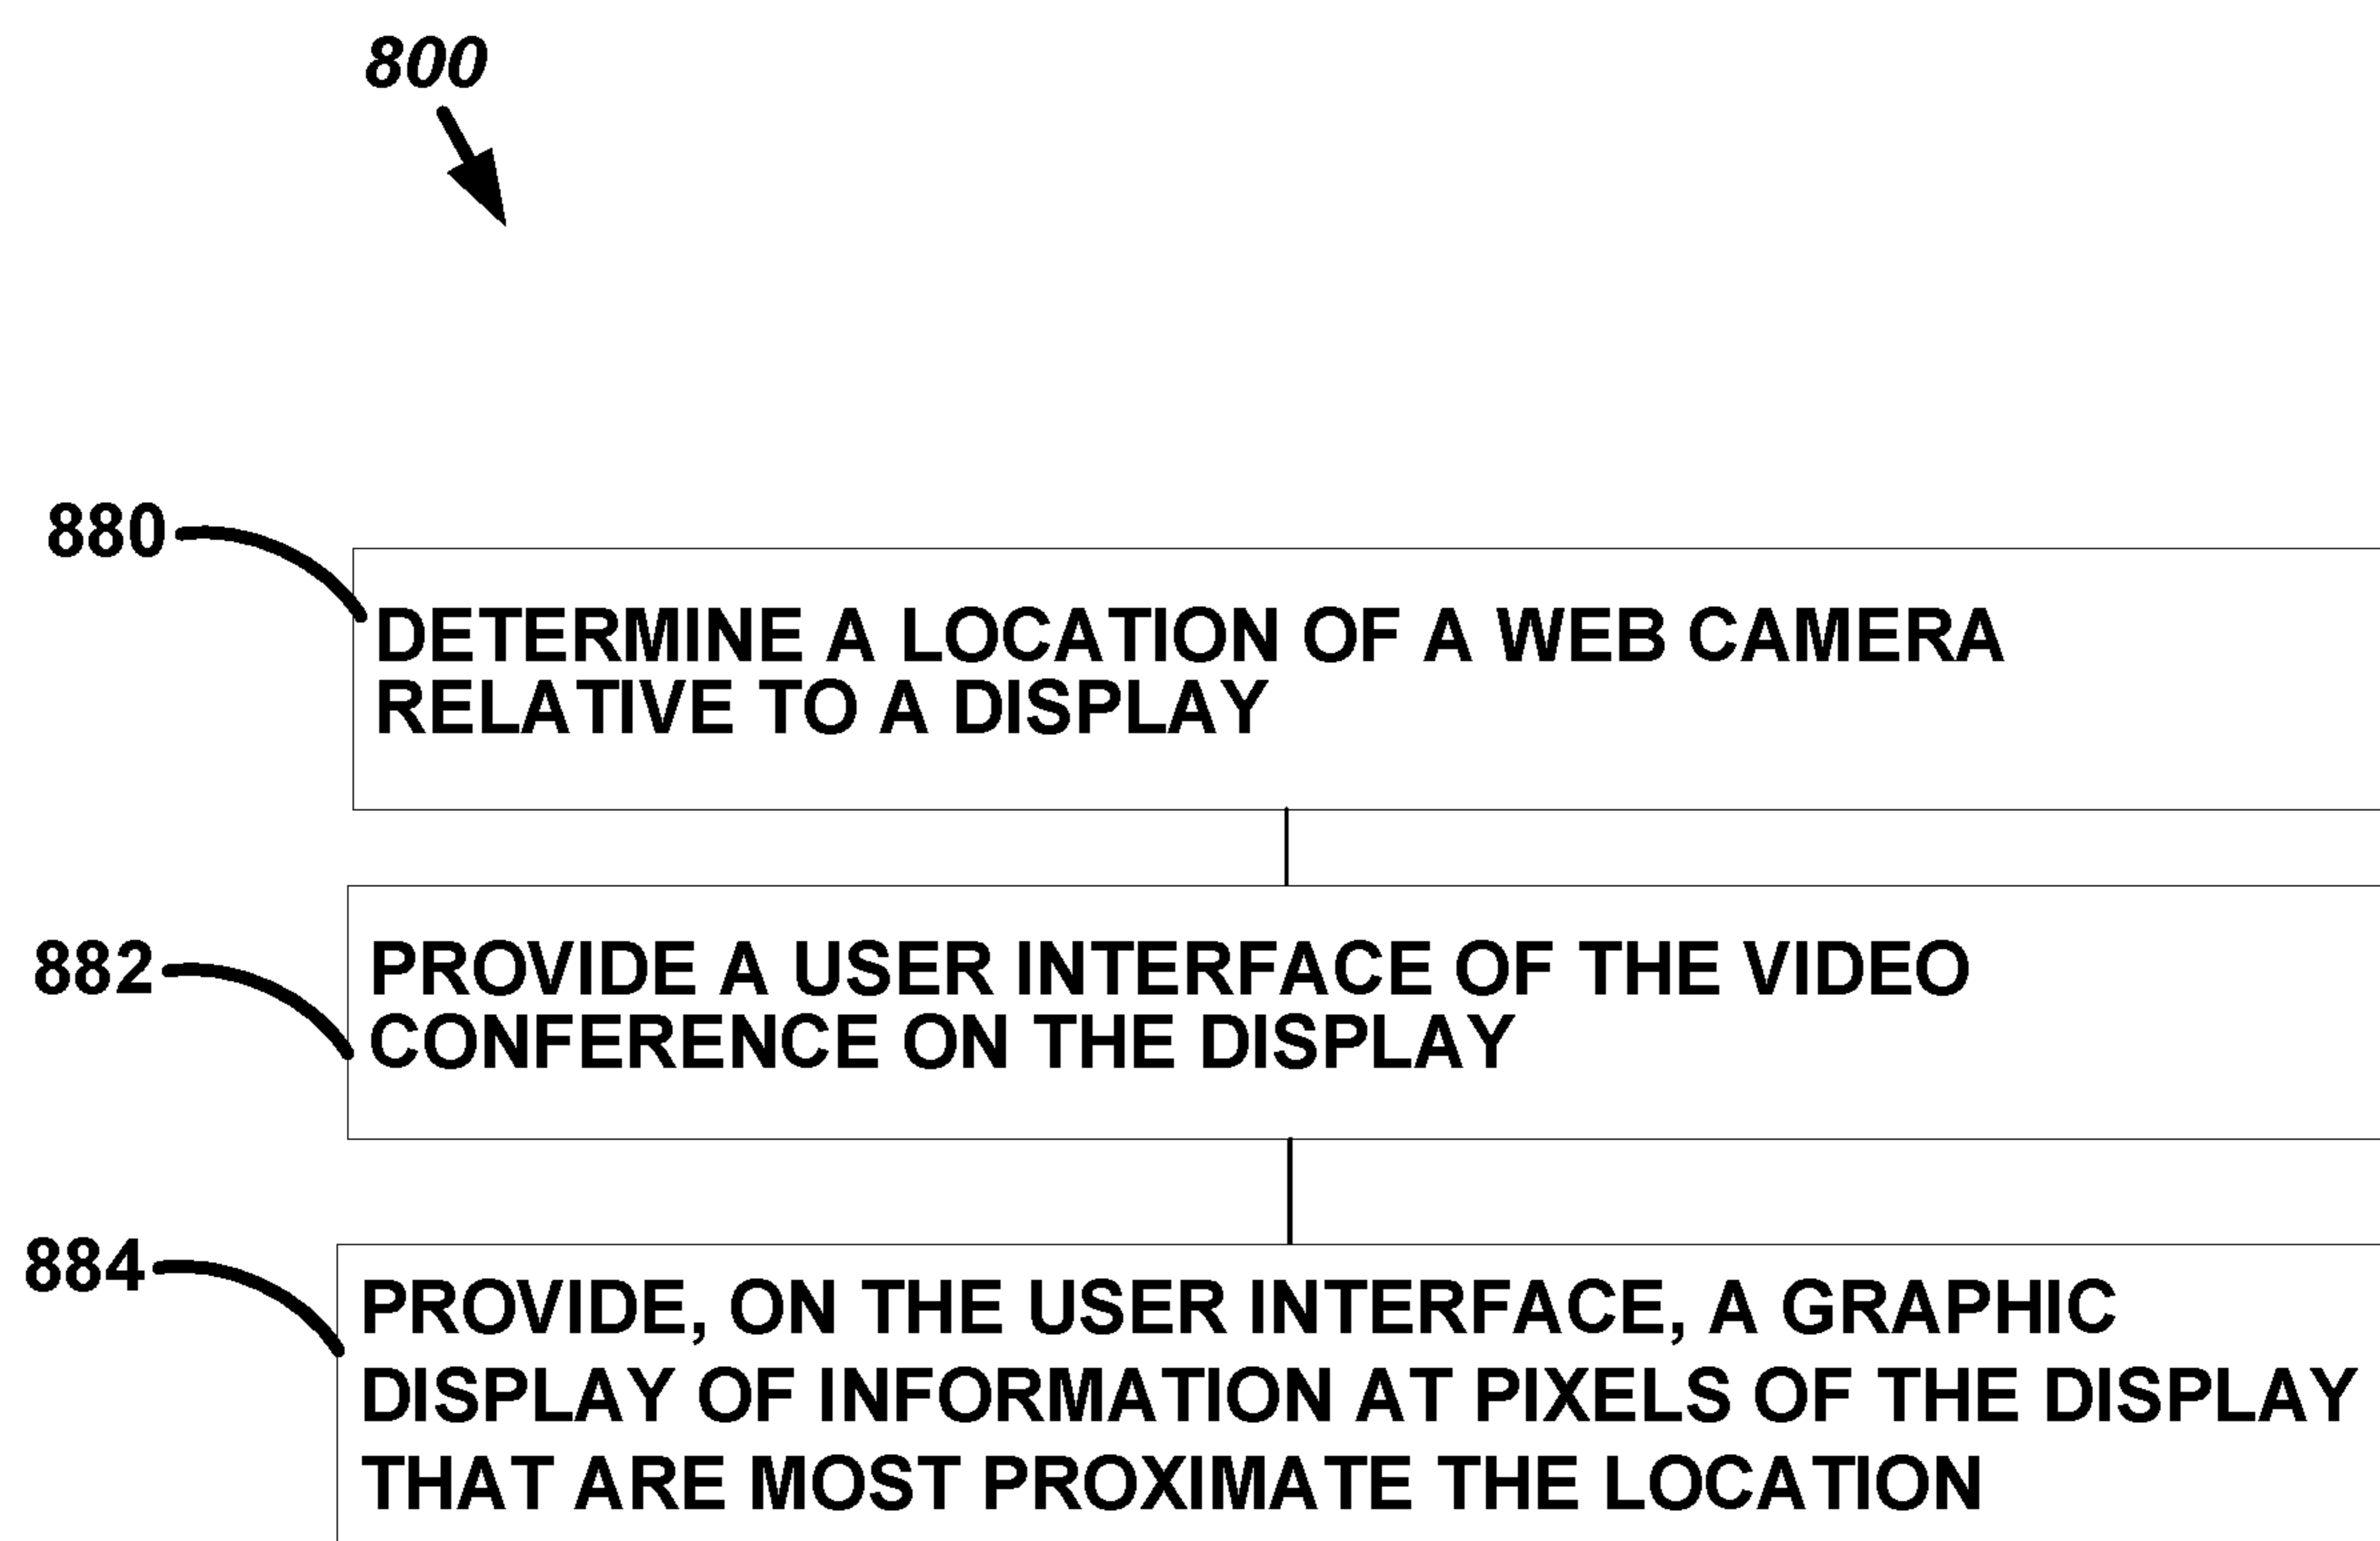 800
880
DETERMINE A LOCATION OF A WEB CAMERA
RELATIVE TO A DISPLAY
882
PROVIDE A USER INTERFACE OF THE VIDEO
CONFERENCE ON THE DISPLAY
884
PROVIDE, ON THE USER INTERFACE, A GRAPHIC
DISPLAY OF INFORMATION AT PIXELS OF THE DISPLAY
THAT ARE MOST PROXIMATE THE LOCATION